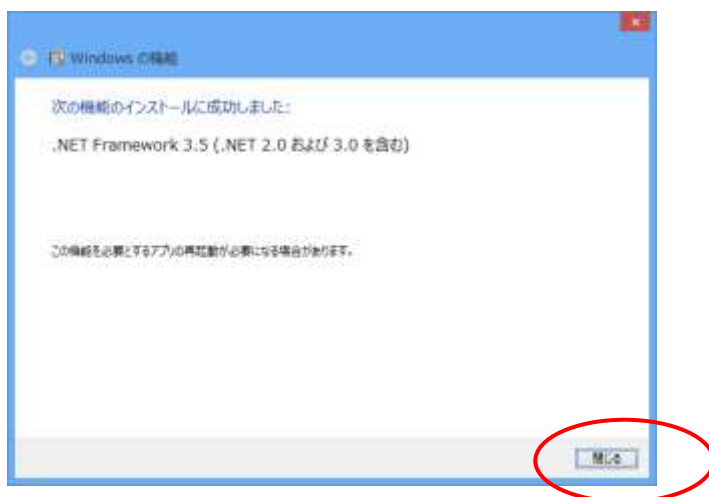 Windows の機能
次の機能のインストールに成功しました:
.NET Framework 3.5 (.NET 2.0 および 3.0 を含む)
この機能を必要とするアプリの再起動が必要になる場合があります。
閉じる